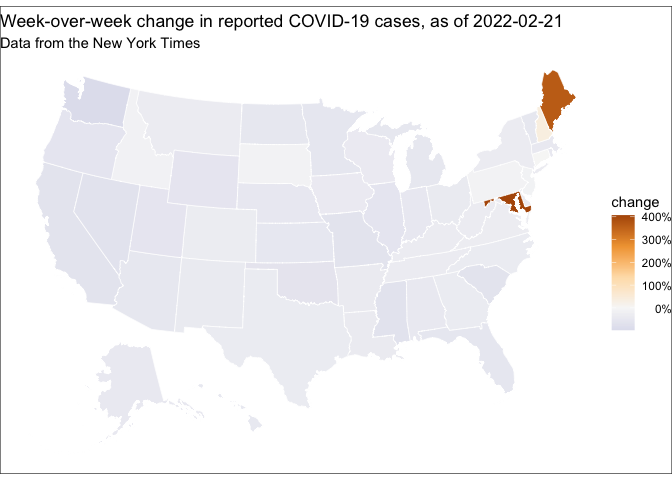 Week-over-week change in reported COVID-19 cases, as of 2022-02-21
Data from the New York Times
change
400%
300%
200%
100%
0%